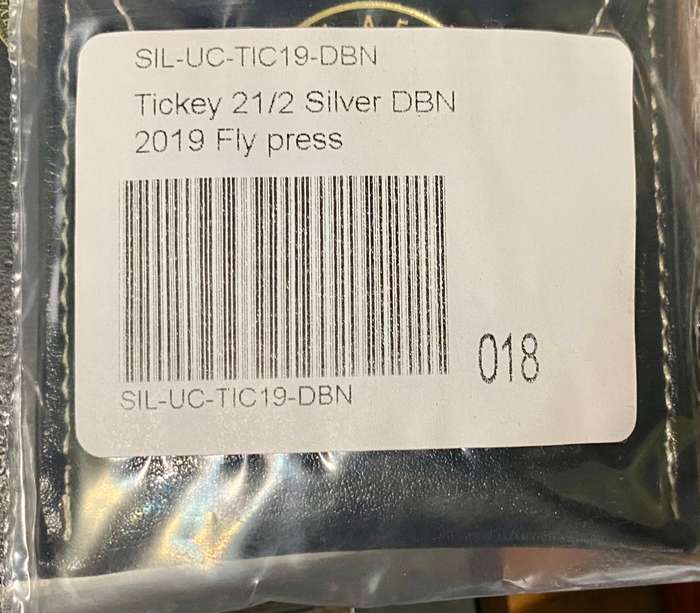 SIL-UC-TIC19-DBN
Tickey 21/2 Silver DBN
2019 Fly press
018
SIL-UC-TIC19-DBN